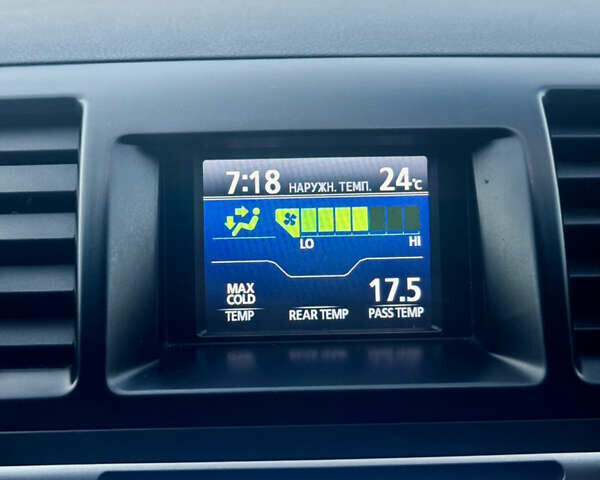 7:18 НАРУЖН. ТЕМП. 24°C
LO HI
MAX COLD 17.5
TEMP REAR TEMP PASS TEMP